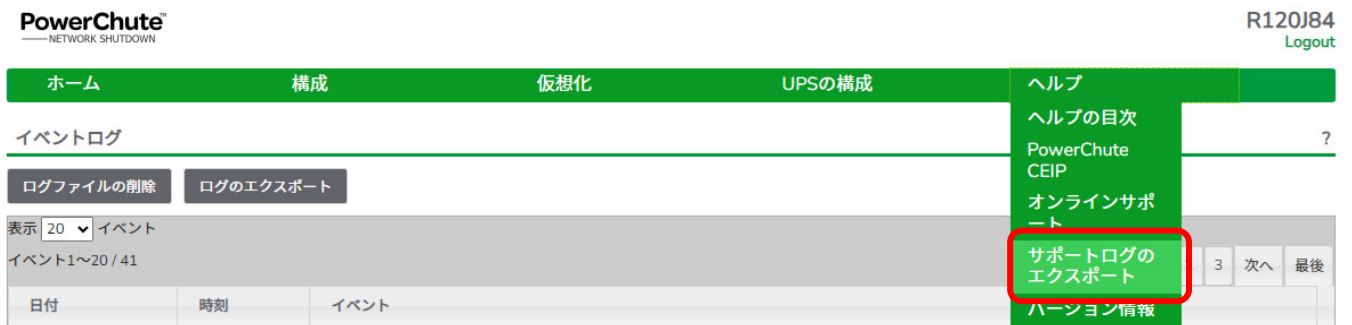 PowerChute™
NETWORK SHUTDOWN
R120J84
Logout
ホーム 構成 仮想化 UPSの構成 ヘルプ
ヘルプの目次
PowerChute
CEIP
オンラインサポ
ート
サポートログの
エクスポート
バージョン情報
イベントログ ?
ログファイルの削除 ログのエクスポート
表示 20 イベント
イベント1～20 / 41
3 次へ 最後
日付 時刻 イベント